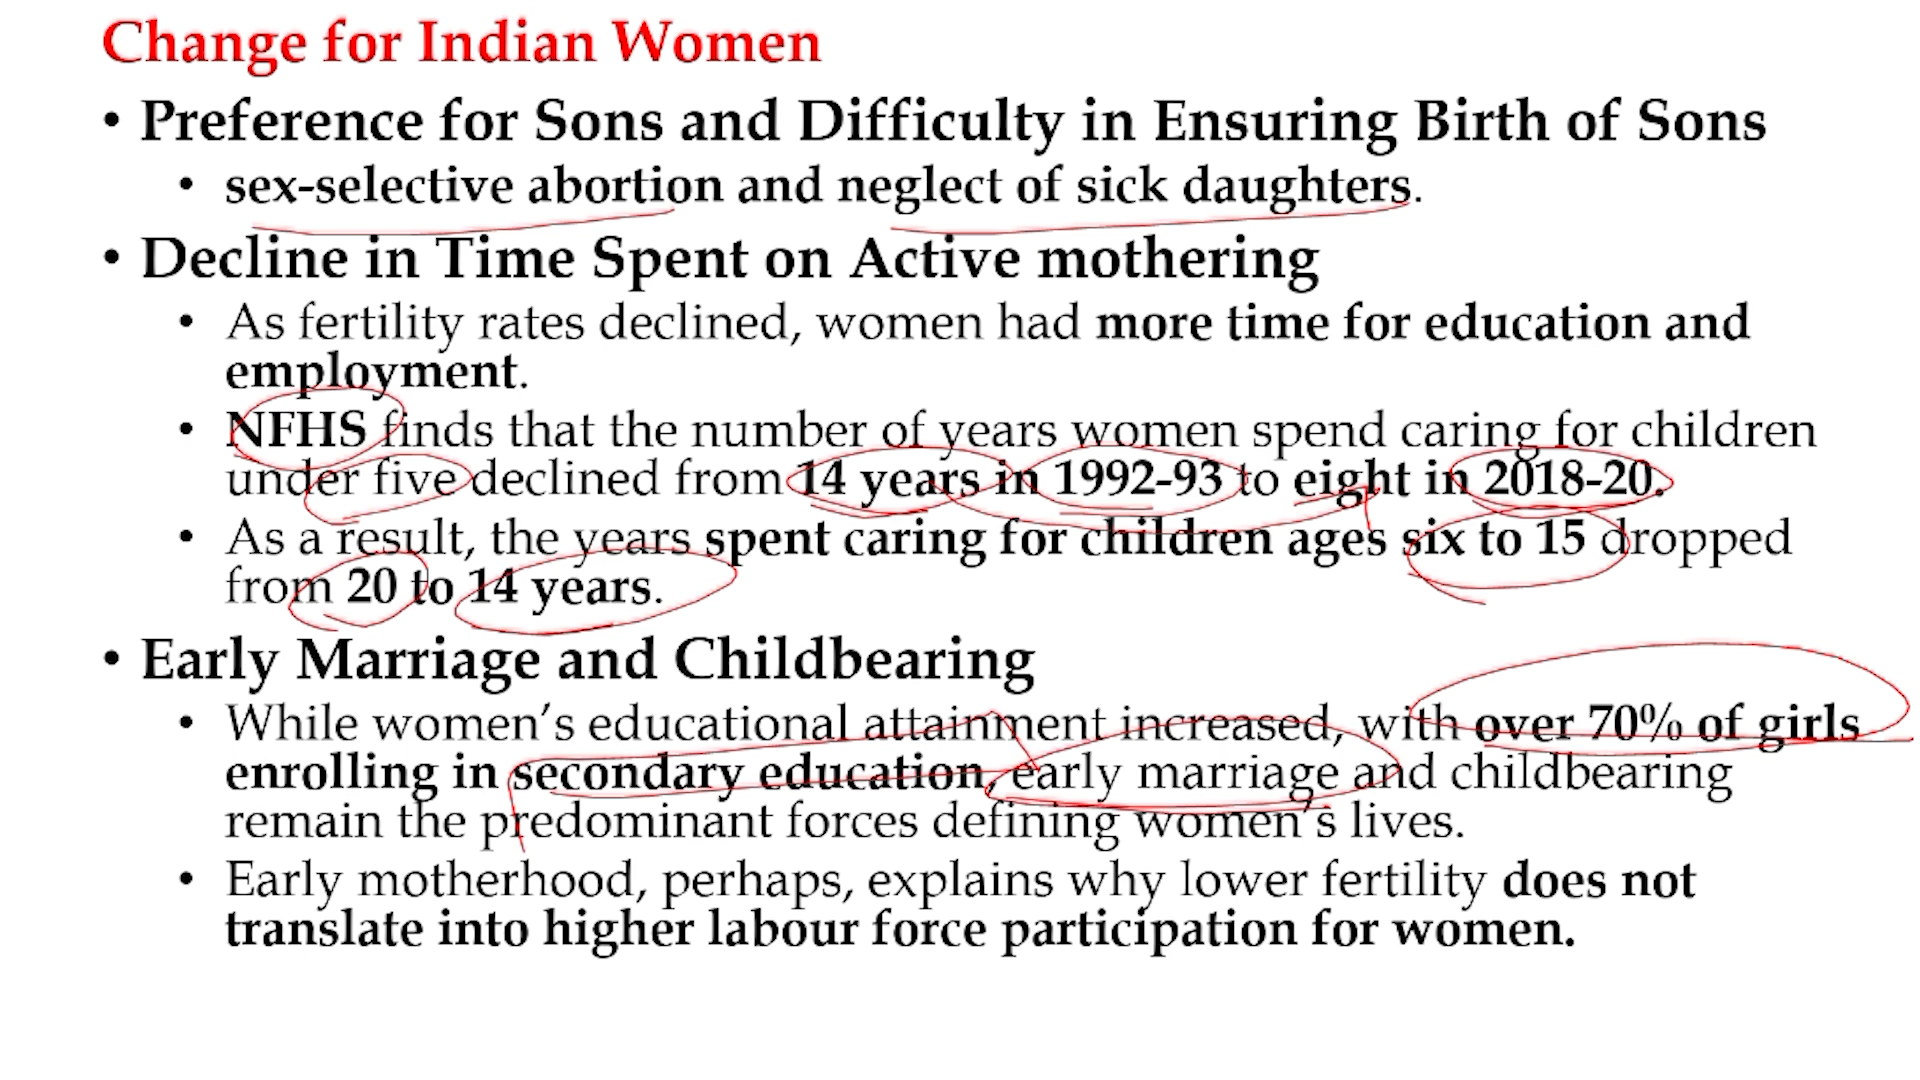 Change for Indian Women
• Preference for Sons and Difficulty in Ensuring Birth of Sons
• sex-selective abortion and neglect of sick daughters.
• Decline in Time Spent on Active mothering
• As fertility rates declined, women had more time for education and
employment.
• NFHS finds that the number of years women spend caring for children
under five declined from 14 years in 1992-93 to eight in 2018-20.
• As a result, the years spent caring for children ages six to 15 dropped
from 20 to 14 years.
• Early Marriage and Childbearing
• While women’s educational attainment increased, with over 70% of girls
enrolling in secondary education, early marriage and childbearing
remain the predominant forces defining women’s lives.
• Early motherhood, perhaps, explains why lower fertility does not
translate into higher labour force participation for women.